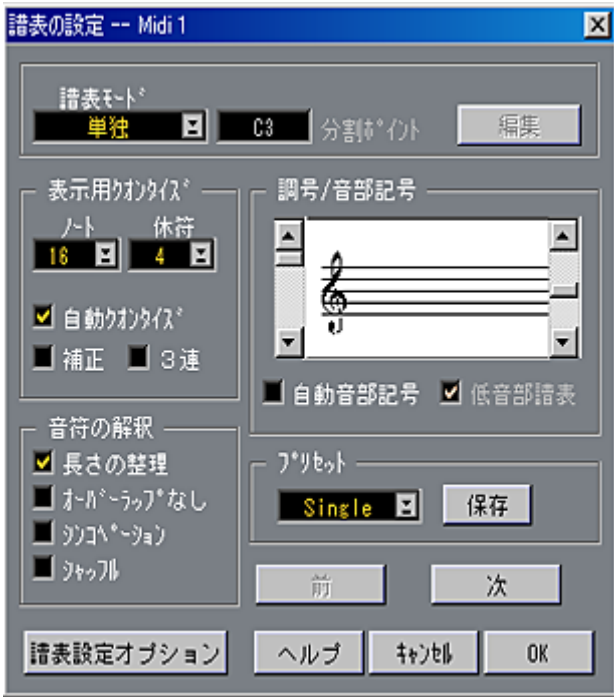 譜表の設定 -- Midi 1
譜表ﾓｰﾄﾞ
単独 C3 分割ﾎﾟｲﾝﾄ 編集
表示用ｸｵﾝﾀｲｽﾞ
ﾉｰﾄ 休符
16 4
自動ｸｵﾝﾀｲｽﾞ
補正 3連
音符の解釈
長さの整理
ｵｰﾊﾞｰﾗｯﾌﾟなし
ｼﾝｺﾍﾟｰｼｮﾝ
ｼｬｯﾌﾙ
調号/音部記号
自動音部記号 低音部譜表
ﾌﾟﾘｾｯﾄ
Single 保存
前 次
譜表設定オプション ヘルプ ｷｬﾝｾﾙ OK